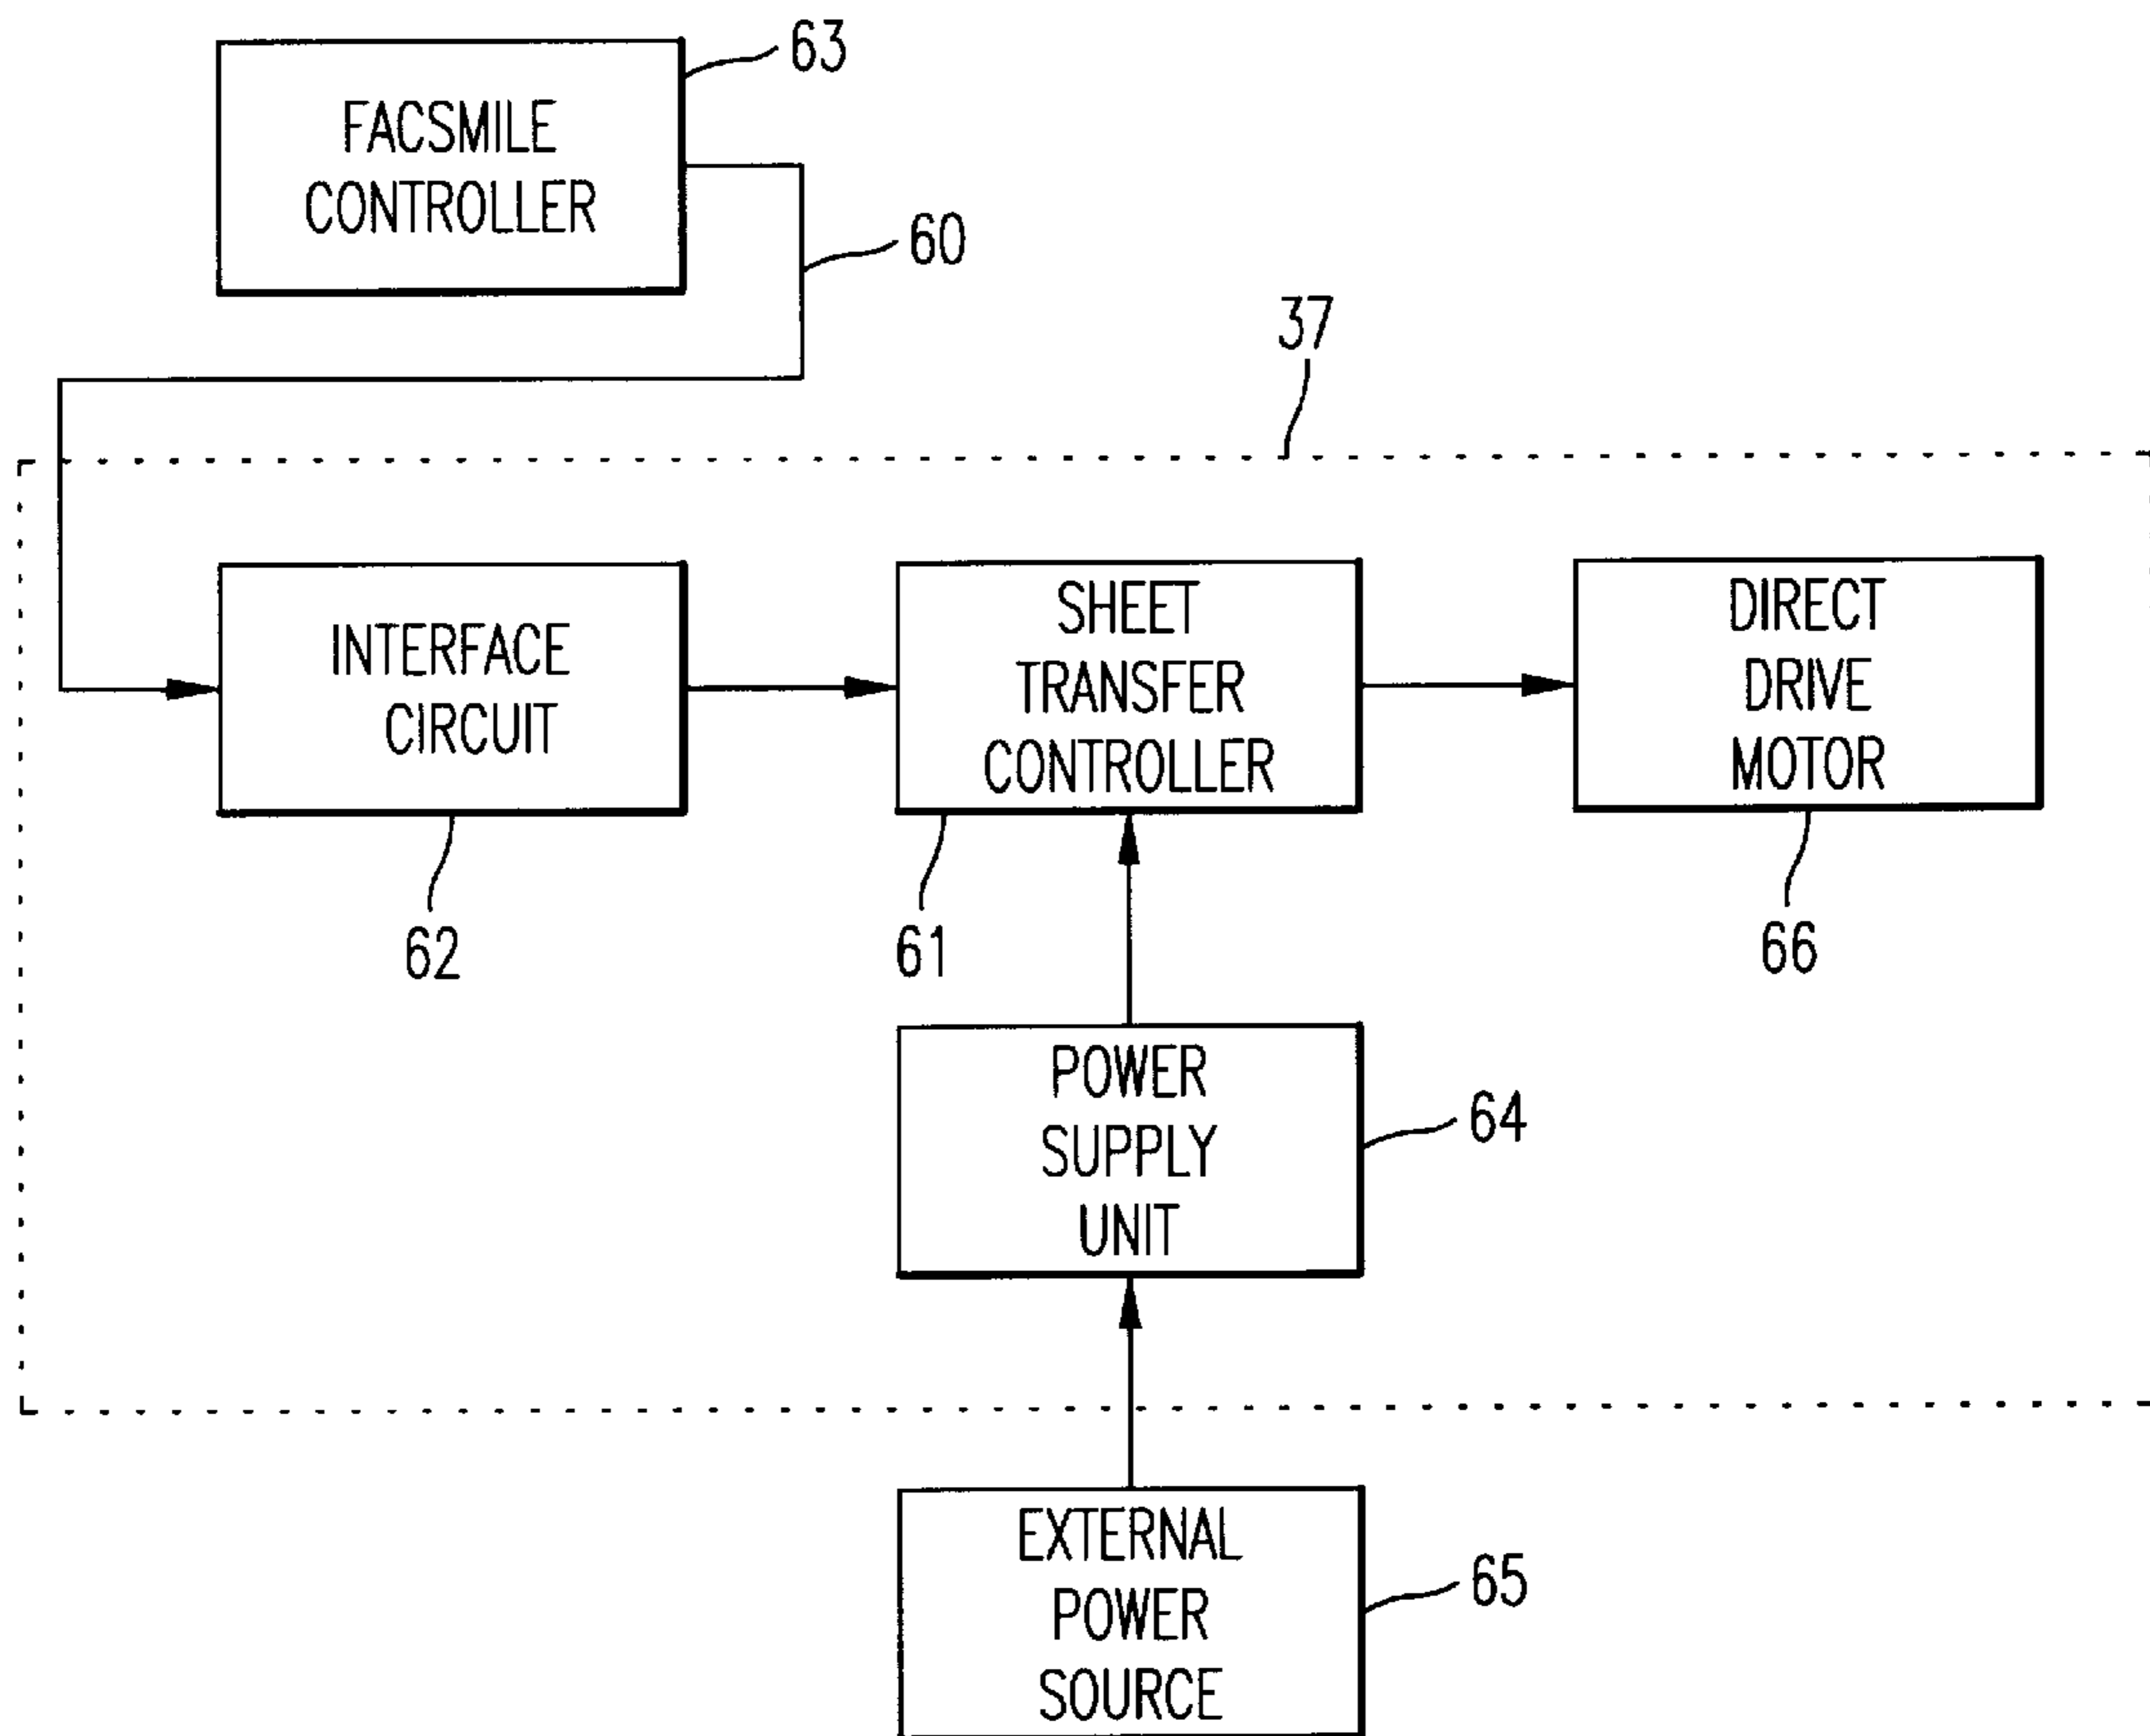 63
FACSMILE
CONTROLLER
60
37
INTERFACE
CIRCUIT
SHEET
TRANSFER
CONTROLLER
DIRECT
DRIVE
MOTOR
62
61
66
POWER
SUPPLY
UNIT
64
EXTERNAL
POWER
SOURCE
65